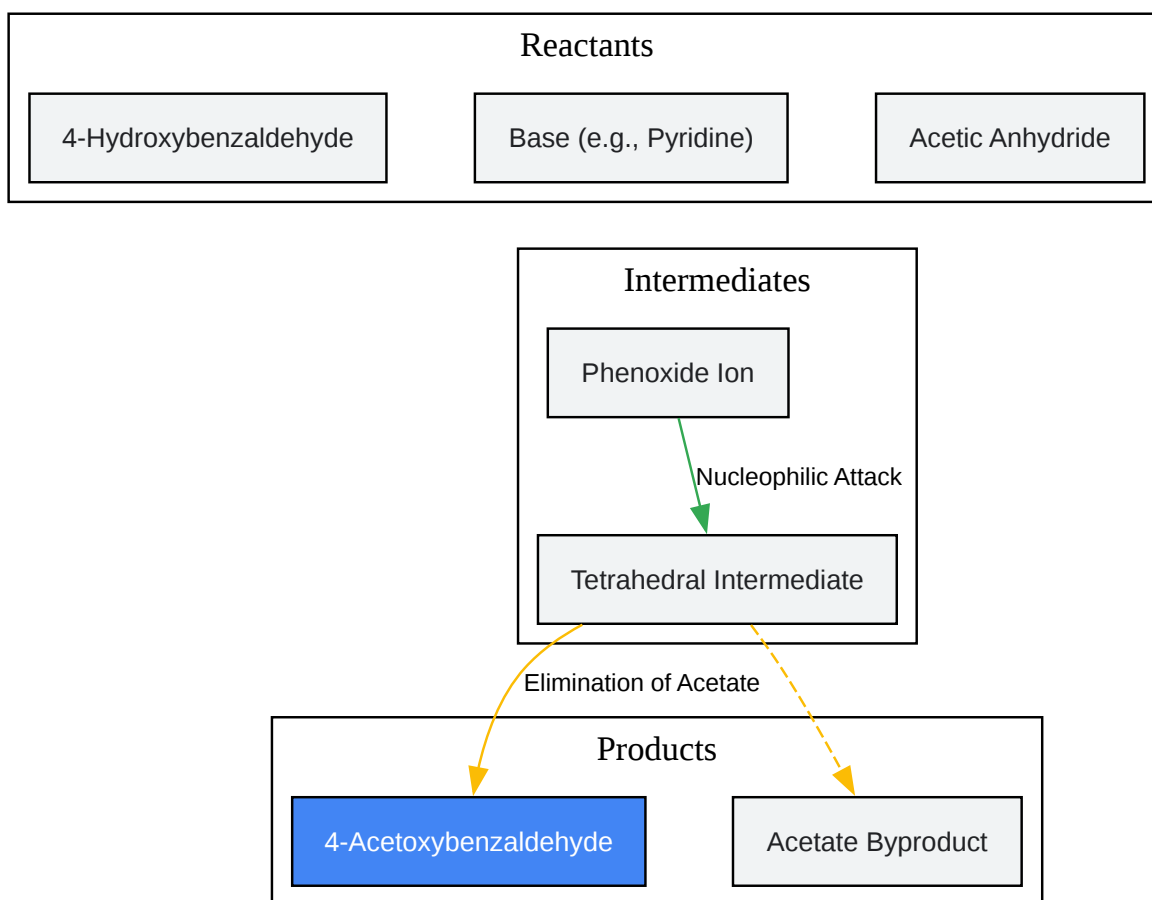 Reactants
4-Hydroxybenzaldehyde
Base (e.g., Pyridine)
Acetic Anhydride
Intermediates
Phenoxide Ion
Nucleophilic Attack
Tetrahedral Intermediate
Elimination of Acetate
Products
4-Acetoxybenzaldehyde
Acetate Byproduct